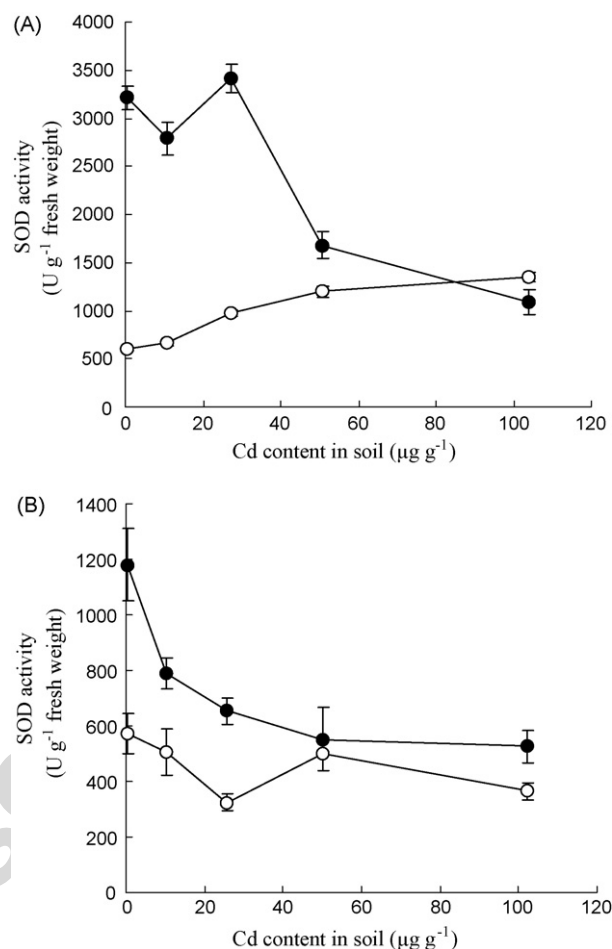 (A)
4000
3500
3000
2500
2000
1500
1000
500
0
SOD activity
(U g⁻¹ fresh weight)
0 20 40 60 80 100 120
Cd content in soil (µg g⁻¹)
(B)
1400
1200
1000
800
600
400
200
0
SOD activity
(U g⁻¹ fresh weight)
0 20 40 60 80 100 120
Cd content in soil (µg g⁻¹)